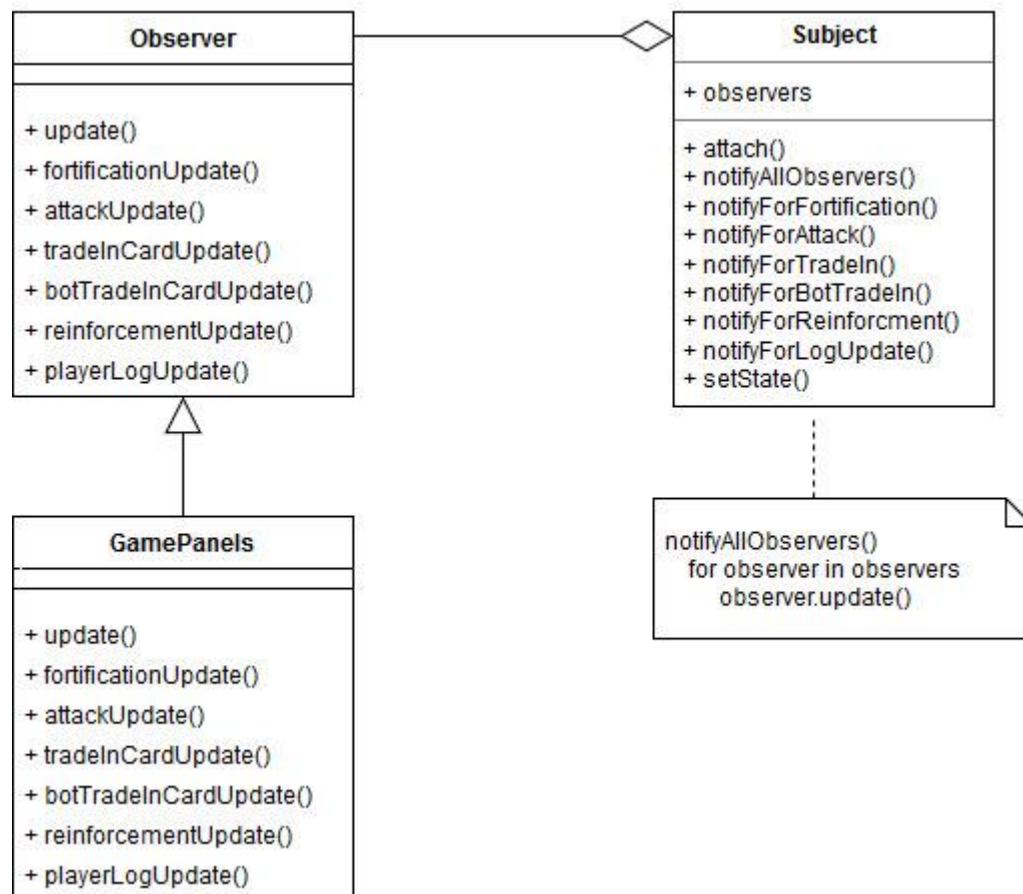 Observer
+ update()
+ fortificationUpdate()
+ attackUpdate()
+ tradeInCardUpdate()
+ botTradeInCardUpdate()
+ reinforcementUpdate()
+ playerLogUpdate()
Subject
+ observers
+ attach()
+ notifyAllObservers()
+ notifyForFortification()
+ notifyForAttack()
+ notifyForTradeIn()
+ notifyForBotTradeIn()
+ notifyForReinforcment()
+ notifyForLogUpdate()
+ setState()
GamePanels
+ update()
+ fortificationUpdate()
+ attackUpdate()
+ tradeInCardUpdate()
+ botTradeInCardUpdate()
+ reinforcementUpdate()
+ playerLogUpdate()
notifyAllObservers()
for observer in observers
observer.update()